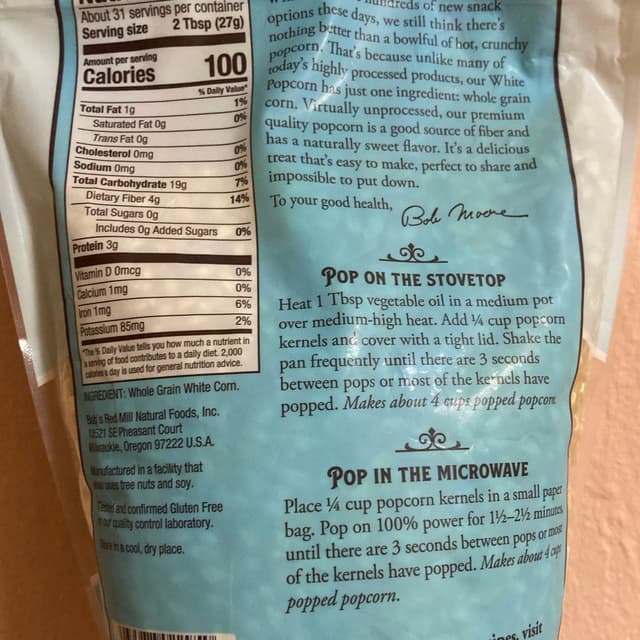 About 31 servings per container
Serving size 2 Tbsp (27g)
Amount per serving
Calories 100
% Daily Value*
Total Fat 1g 1%
Saturated Fat 0g 0%
Trans Fat 0g
Cholesterol 0mg 0%
Sodium 0mg 0%
Total Carbohydrate 19g 7%
Dietary Fiber 4g 14%
Total Sugars 0g
Includes 0g Added Sugars 0%
Protein 3g
Vitamin D 0mcg 0%
Calcium 1mg 0%
Iron 1mg 6%
Potassium 85mg 2%
*The % Daily Value tells you how much a nutrient in
a serving of food contributes to a daily diet. 2,000
calories a day is used for general nutrition advice.
INGREDIENT: Whole Grain White Corn.
Bob's Red Mill Natural Foods, Inc.
13521 SE Pheasant Court
Milwaukie, Oregon 97222 U.S.A.
Manufactured in a facility that
also uses tree nuts and soy.
Tested and confirmed Gluten Free
in our quality control laboratory.
Store in a cool, dry place.
hundreds of new snack
options these days, we still think there's
nothing better than a bowlful of hot, crunchy
popcorn. That's because unlike many of
today's highly processed products, our White
Popcorn has just one ingredient: whole grain
corn. Virtually unprocessed, our premium
quality popcorn is a good source of fiber and
has a naturally sweet flavor. It's a delicious
treat that's easy to make, perfect to share and
impossible to put down.
To your good health,
Bob Moore
POP ON THE STOVETOP
Heat 1 Tbsp vegetable oil in a medium pot
over medium-high heat. Add ¼ cup popcorn
kernels and cover with a tight lid. Shake the
pan frequently until there are 3 seconds
between pops or most of the kernels have
popped. Makes about 4 cups popped popcorn.
POP IN THE MICROWAVE
Place ¼ cup popcorn kernels in a small paper
bag. Pop on 100% power for 1½–2½ minutes,
until there are 3 seconds between pops or most
of the kernels have popped. Makes about 4 cups
popped popcorn.
visit